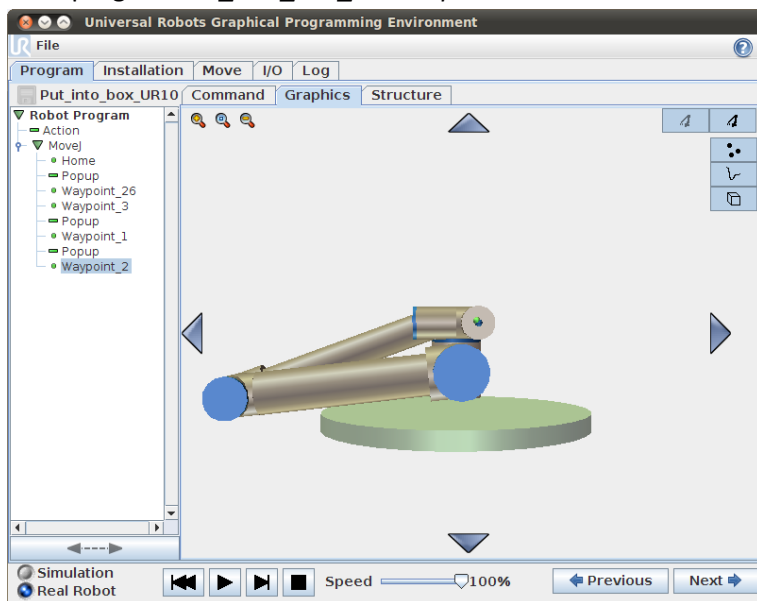 Universal Robots Graphical Programming Environment
UR File ?
Program Installation Move I/O Log
Put_into_box_UR10 Command Graphics Structure
Robot Program
Action
MoveJ
Home
Popup
Waypoint_26
Waypoint_3
Popup
Waypoint_1
Popup
Waypoint_2
Simulation
Real Robot
Speed 100% Previous Next